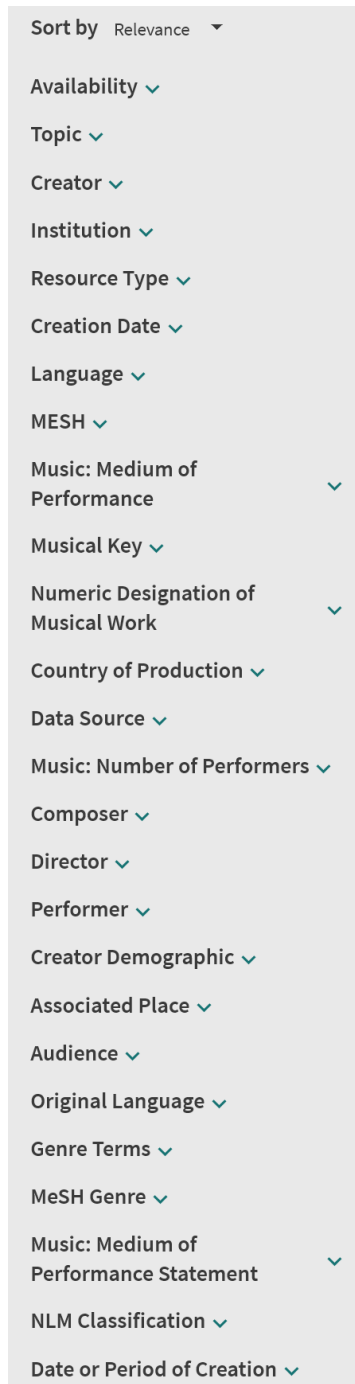 Sort by Relevance
Availability
Topic
Creator
Institution
Resource Type
Creation Date
Language
MESH
Music: Medium of
Performance
Musical Key
Numeric Designation of
Musical Work
Country of Production
Data Source
Music: Number of Performers
Composer
Director
Performer
Creator Demographic
Associated Place
Audience
Original Language
Genre Terms
MeSH Genre
Music: Medium of
Performance Statement
NLM Classification
Date or Period of Creation